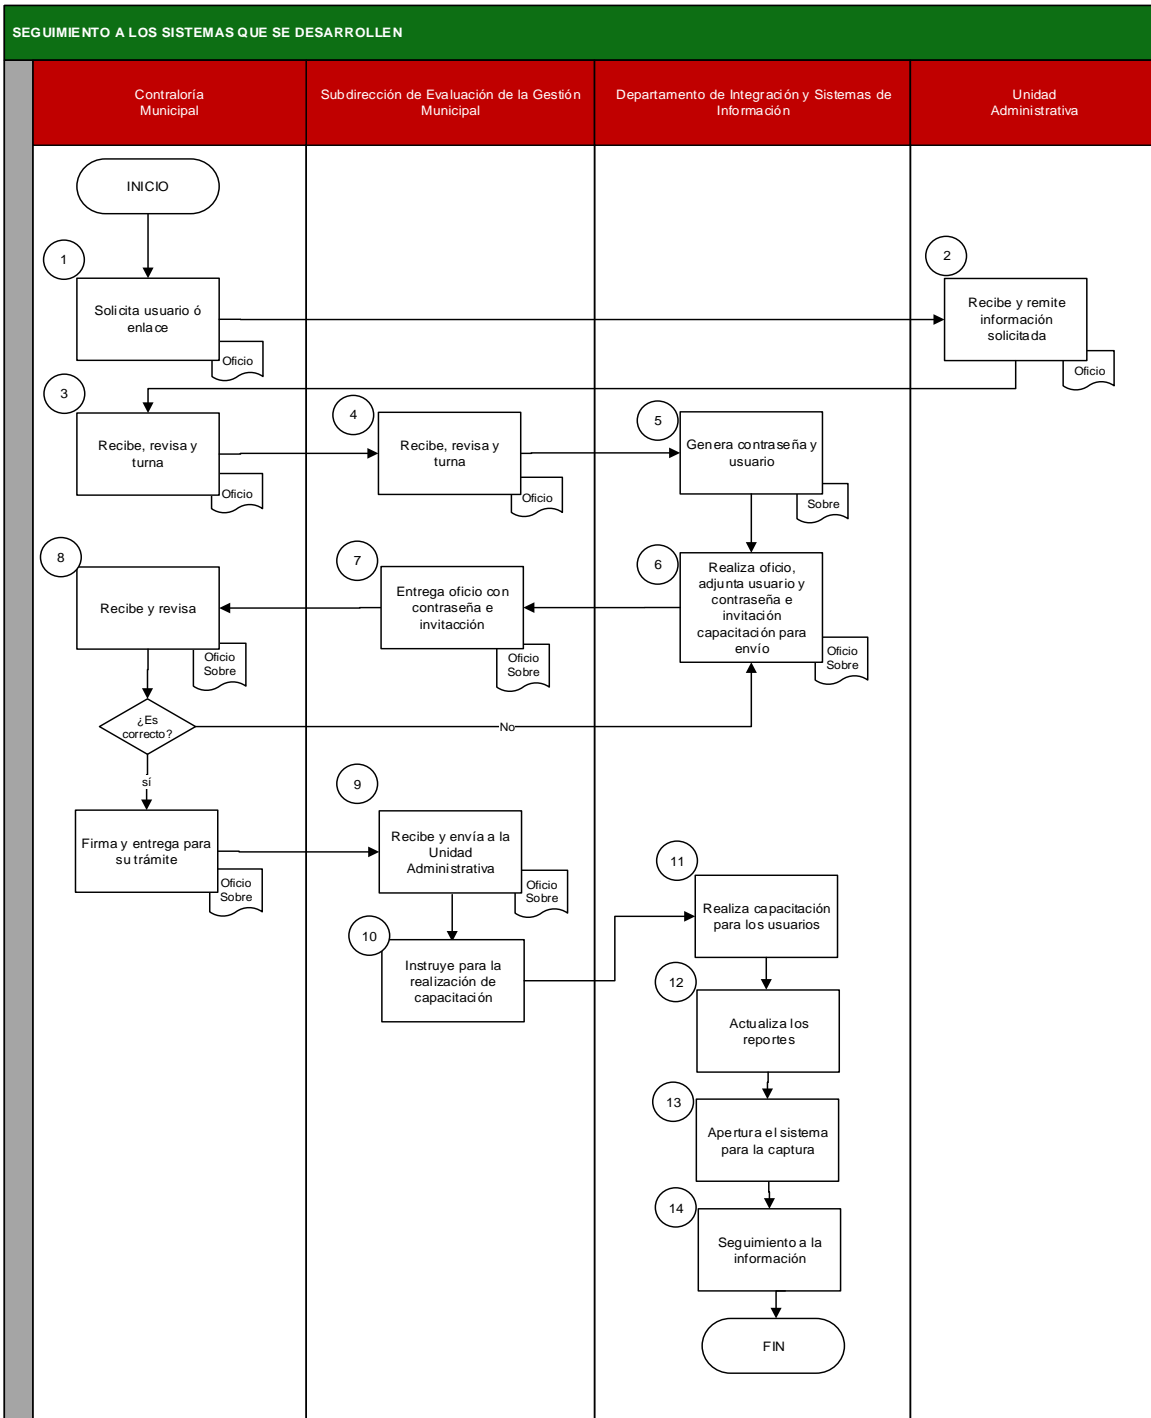 SEGUIMIENTO A LOS SISTEMAS QUE SE DESARROLLEN
Contraloría
Municipal
Subdirección de Evaluación de la Gestión
Municipal
Departamento de Integración y Sistemas de
Información
Unidad
Administrativa
INICIO
1
Solicita usuario ó
enlace
Oficio
2
Recibe y remite
información
solicitada
Oficio
3
Recibe, revisa y
turna
Oficio
4
Recibe, revisa y
turna
Oficio
5
Genera contraseña y
usuario
Sobre
6
Realiza oficio,
adjunta usuario y
contraseña e
invitación
capacitación para
envío
Oficio
Sobre
7
Entrega oficio con
contraseña e
invitacción
Oficio
Sobre
8
Recibe y revisa
Oficio
Sobre
¿Es
correcto?
No
sí
Firma y entrega para
su trámite
Oficio
Sobre
9
Recibe y envía a la
Unidad
Administrativa
Oficio
Sobre
10
Instruye para la
realización de
capacitación
11
Realiza capacitación
para los usuarios
12
Actualiza los
reportes
13
Apertura el sistema
para la captura
14
Seguimiento a la
información
FIN